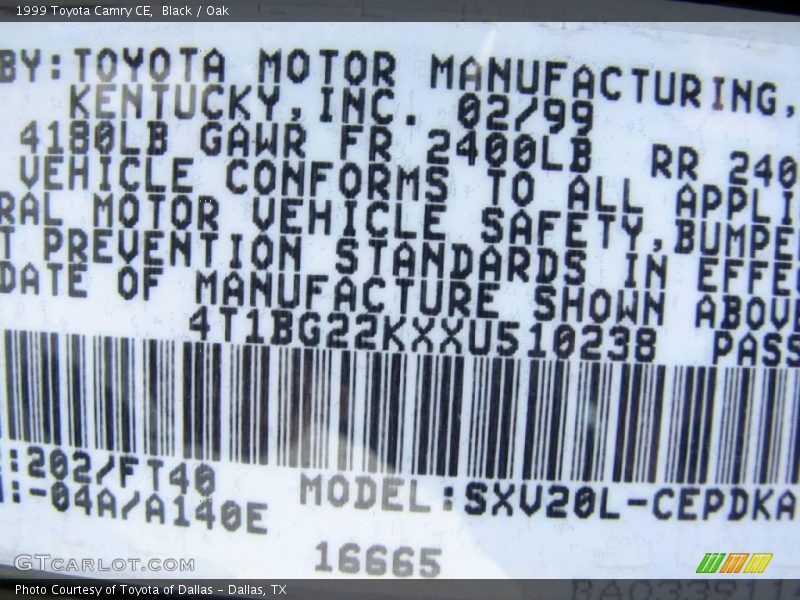 1999 Toyota Camry CE, Black / Oak
BY: TOYOTA MOTOR MANUFACTURING,
KENTUCKY, INC. 02/99
4180LB GAWR FR 2400LB RR 240
VEHICLE CONFORMS TO ALL APPLI
RAL MOTOR VEHICLE SAFETY, BUMPE
T PREVENTION STANDARDS IN EFFE
DATE OF MANUFACTURE SHOWN ABOV
4T1BG22KXXU510238 PASS
:202/FT40
:-04A/A140E
MODEL:SXV20L-CEPDKA
16665
GTCARLOT.COM
Photo Courtesy of Toyota of Dallas - Dallas, TX